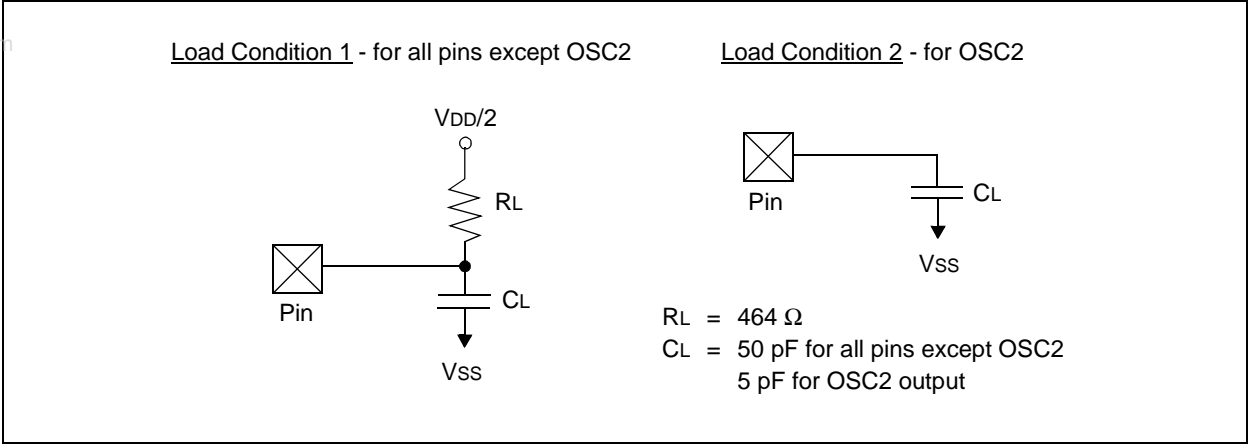 Load Condition 1 - for all pins except OSC2
Load Condition 2 - for OSC2
VDD/2
RL
Pin
CL
VSS
Pin
CL
VSS
RL = 464 Ω
CL = 50 pF for all pins except OSC2
5 pF for OSC2 output